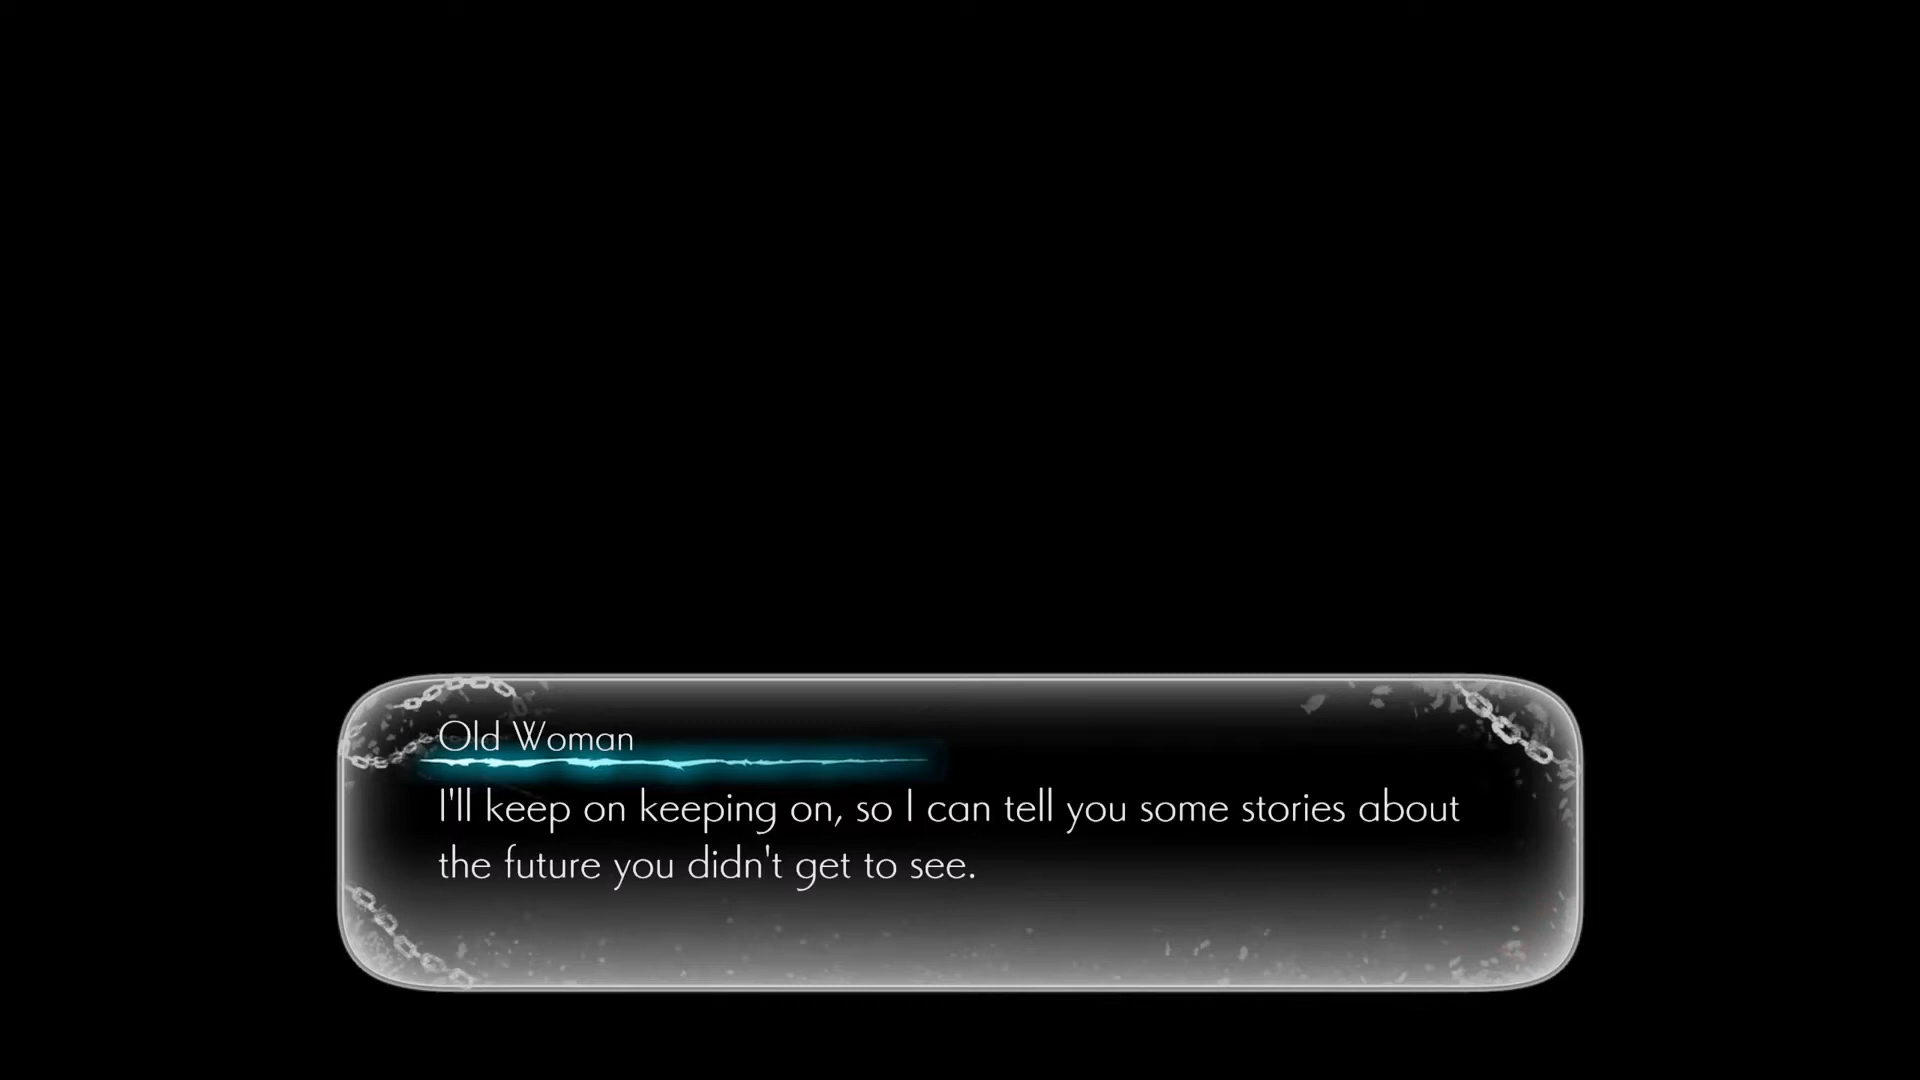 Old Woman
I'll keep on keeping on, so I can tell you some stories about
the future you didn't get to see.